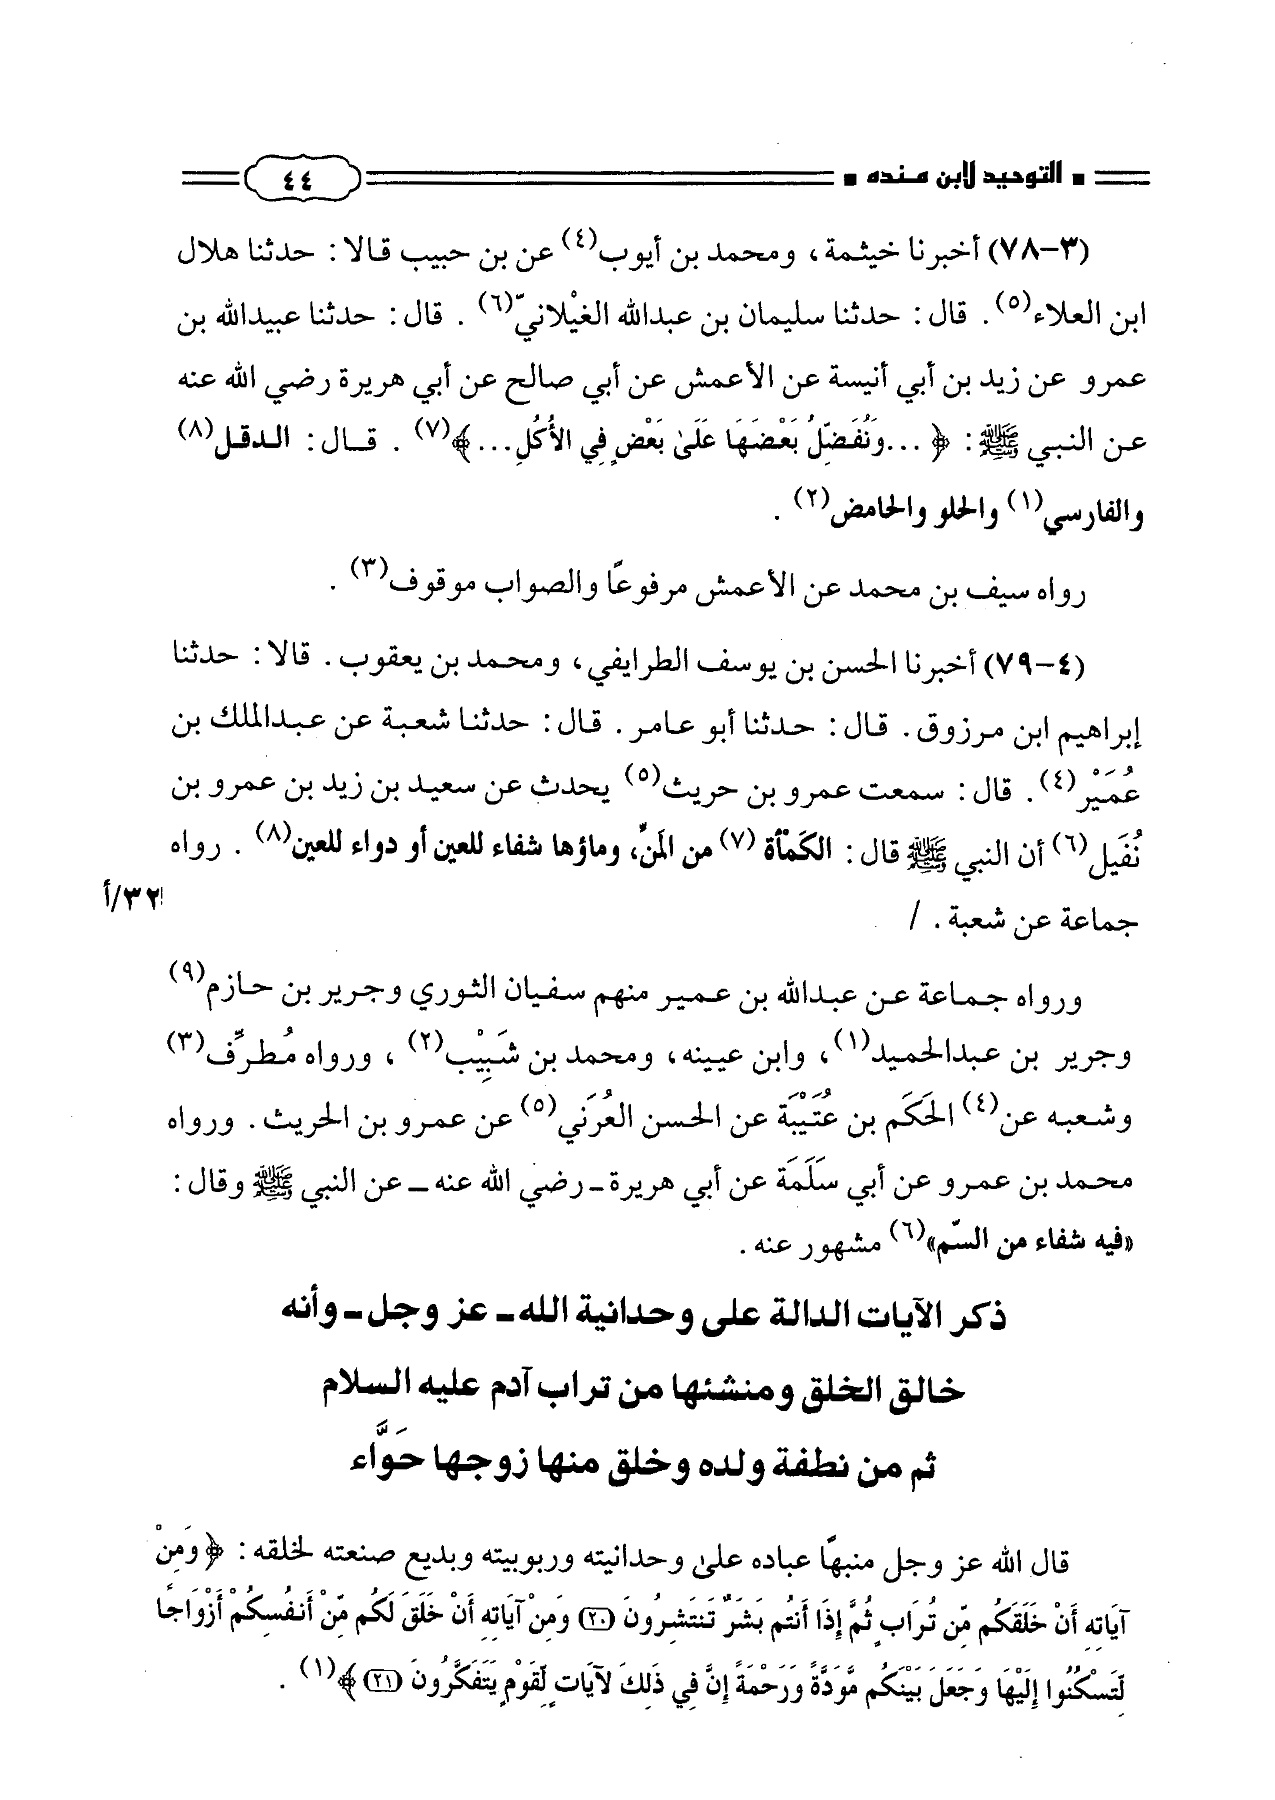 التوحيد لابن منده ٤٤
(٣-٧٨) أخبرنا خيثمة، ومحمد بن أيوب(٤) عن بن حبيب قالا: حدثنا هلال
ابن العلاء(٥). قال: حدثنا سليمان بن عبدالله الغيْلانيّ(٦). قال: حدثنا عبيدالله بن
عمرو عن زيد بن أبي أنيسة عن الأعمش عن أبي صالح عن أبي هريرة رضي الله عنه
عن النبي ﷺ: ﴿ ...وَنُفَضِّلُ بَعْضَهَا عَلَىٰ بَعْضٍ فِي الأُكُلِ...﴾(٧). قال: الدقل(٨)
والفارسي(١) والحلو والحامض(٢).
رواه سيف بن محمد عن الأعمش مرفوعًا والصواب موقوف(٣).
(٤-٧٩) أخبرنا الحسن بن يوسف الطرايفي، ومحمد بن يعقوب. قالا: حدثنا
إبراهيم ابن مرزوق. قال: حدثنا أبو عامر. قال: حدثنا شعبة عن عبدالملك بن
عُمَيْر(٤). قال: سمعت عمرو بن حريث(٥) يحدث عن سعيد بن زيد بن عمرو بن
نُفَيل(٦) أن النبي ﷺ قال: الكَمْأة (٧) من المَنِّ، وماؤها شفاء للعين أو دواء للعين(٨). رواه
جماعة عن شعبة. /
٣٢/أ
ورواه جماعة عن عبدالله بن عمير منهم سفيان الثوري وجرير بن حازم(٩)
وجرير بن عبدالحميد(١)، وابن عيينه، ومحمد بن شَبِيْب(٢)، ورواه مُطرِّف(٣)
وشعبه عن(٤) الحَكَم بن عُتَيْبَة عن الحسن العُرَني(٥) عن عمرو بن الحريث. ورواه
محمد بن عمرو عن أبي سَلَمَة عن أبي هريرة ـ رضي الله عنه ـ عن النبي ﷺ وقال:
«فيه شفاء من السّم»(٦) مشهور عنه.
ذكر الآيات الدالة على وحدانية الله ـ عز وجل ـ وأنه
خالق الخلق ومنشئها من تراب آدم عليه السلام
ثم من نطفة ولده وخلق منها زوجها حَوَّاء
قال الله عز وجل منبهًا عباده على وحدانيته وربوبيته وبديع صنعته لخلقه: ﴿ وَمِنْ
آيَاتِهِ أَنْ خَلَقَكُم مِّن تُرَابٍ ثُمَّ إِذَا أَنتُم بَشَرٌ تَنتَشِرُونَ (٢٠) وَمِنْ آيَاتِهِ أَنْ خَلَقَ لَكُم مِّنْ أَنفُسِكُمْ أَزْوَاجًا
لِّتَسْكُنُوا إِلَيْهَا وَجَعَلَ بَيْنَكُم مَّوَدَّةً وَرَحْمَةً إِنَّ فِي ذَلِكَ لآيَاتٍ لِّقَوْمٍ يَتَفَكَّرُونَ (٢١)﴾(١).